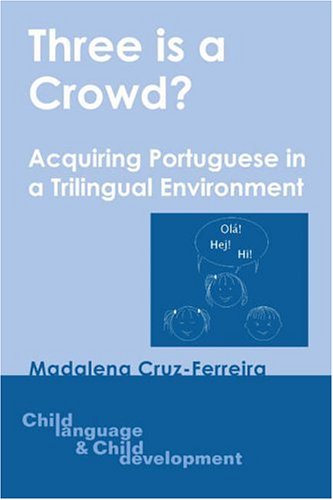 Three is a
Crowd?
Acquiring Portuguese in
a Trilingual Environment
Olá!
Hej!
Hi!
Madalena Cruz-Ferreira
Child
language
& Child
development